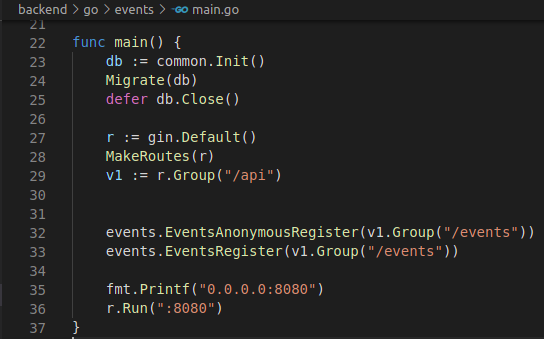 backend > go > events > main.go
21
22 func main() {
23     db := common.Init()
24     Migrate(db)
25     defer db.Close()
26
27     r := gin.Default()
28     MakeRoutes(r)
29     v1 := r.Group("/api")
30
31
32     events.EventsAnonymousRegister(v1.Group("/events"))
33     events.EventsRegister(v1.Group("/events"))
34
35     fmt.Printf("0.0.0.0:8080")
36     r.Run(":8080")
37 }